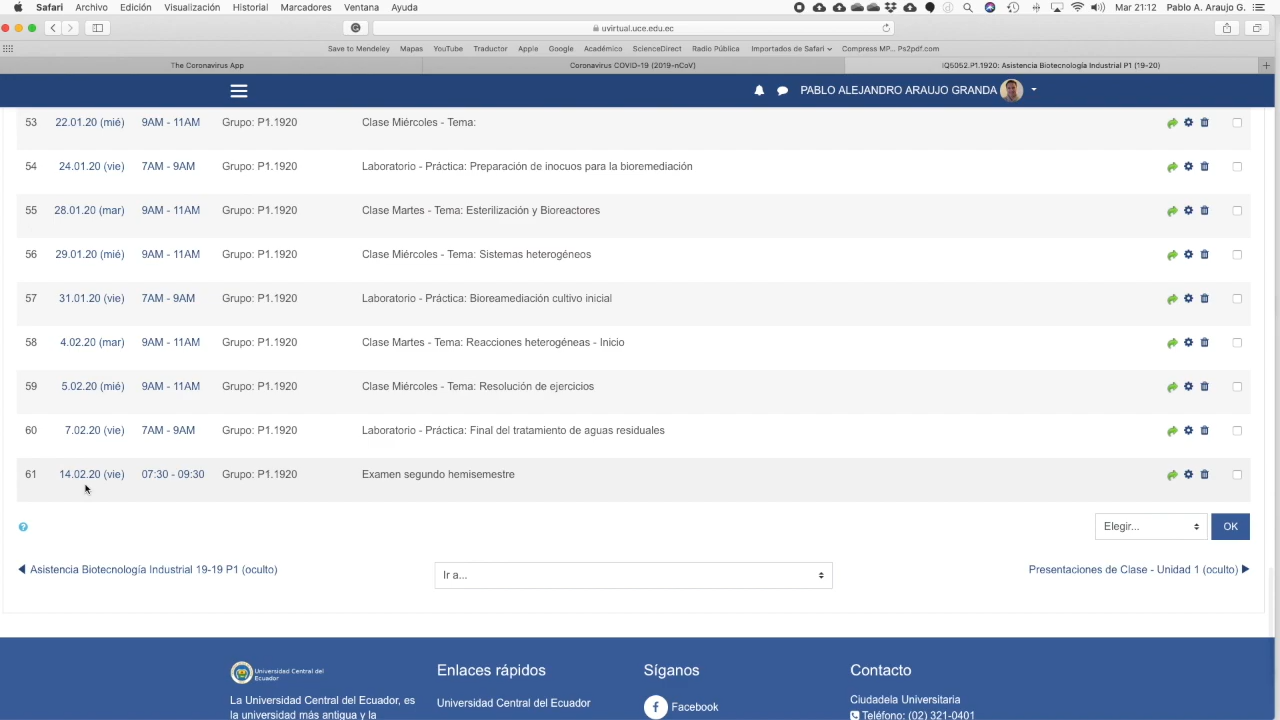 Safari Archivo Edición Visualización Historial Marcadores Ventana Ayuda Mar 21:12 Pablo A. Araujo G.
uvirtual.uce.edu.ec
Save to Mendeley Mapas YouTube Traductor Apple Google Académico ScienceDirect Radio Pública Importados de Safari Compress MP... Ps2pdf.com
The Coronavirus App Coronavirus COVID-19 (2019-nCoV) IQ5052.P1.1920: Asistencia Biotecnología Industrial P1 (19-20)
PABLO ALEJANDRO ARAUJO GRANDA
53 22.01.20 (mié) 9AM - 11AM Grupo: P1.1920 Clase Miércoles - Tema:
54 24.01.20 (vie) 7AM - 9AM Grupo: P1.1920 Laboratorio - Práctica: Preparación de inocuos para la bioremediación
55 28.01.20 (mar) 9AM - 11AM Grupo: P1.1920 Clase Martes - Tema: Esterilización y Bioreactores
56 29.01.20 (mié) 9AM - 11AM Grupo: P1.1920 Clase Miércoles - Tema: Sistemas heterogéneos
57 31.01.20 (vie) 7AM - 9AM Grupo: P1.1920 Laboratorio - Práctica: Bioreamediación cultivo inicial
58 4.02.20 (mar) 9AM - 11AM Grupo: P1.1920 Clase Martes - Tema: Reacciones heterogéneas - Inicio
59 5.02.20 (mié) 9AM - 11AM Grupo: P1.1920 Clase Miércoles - Tema: Resolución de ejercicios
60 7.02.20 (vie) 7AM - 9AM Grupo: P1.1920 Laboratorio - Práctica: Final del tratamiento de aguas residuales
61 14.02.20 (vie) 07:30 - 09:30 Grupo: P1.1920 Examen segundo hemisemestre
Elegir... OK
Asistencia Biotecnología Industrial 19-19 P1 (oculto) Ir a... Presentaciones de Clase - Unidad 1 (oculto)
Universidad Central del Ecuador
Enlaces rápidos Síganos Contacto
La Universidad Central del Ecuador, es Universidad Central del Ecuador Facebook Ciudadela Universitaria
la universidad más antigua y la Teléfono: (02) 321-0401